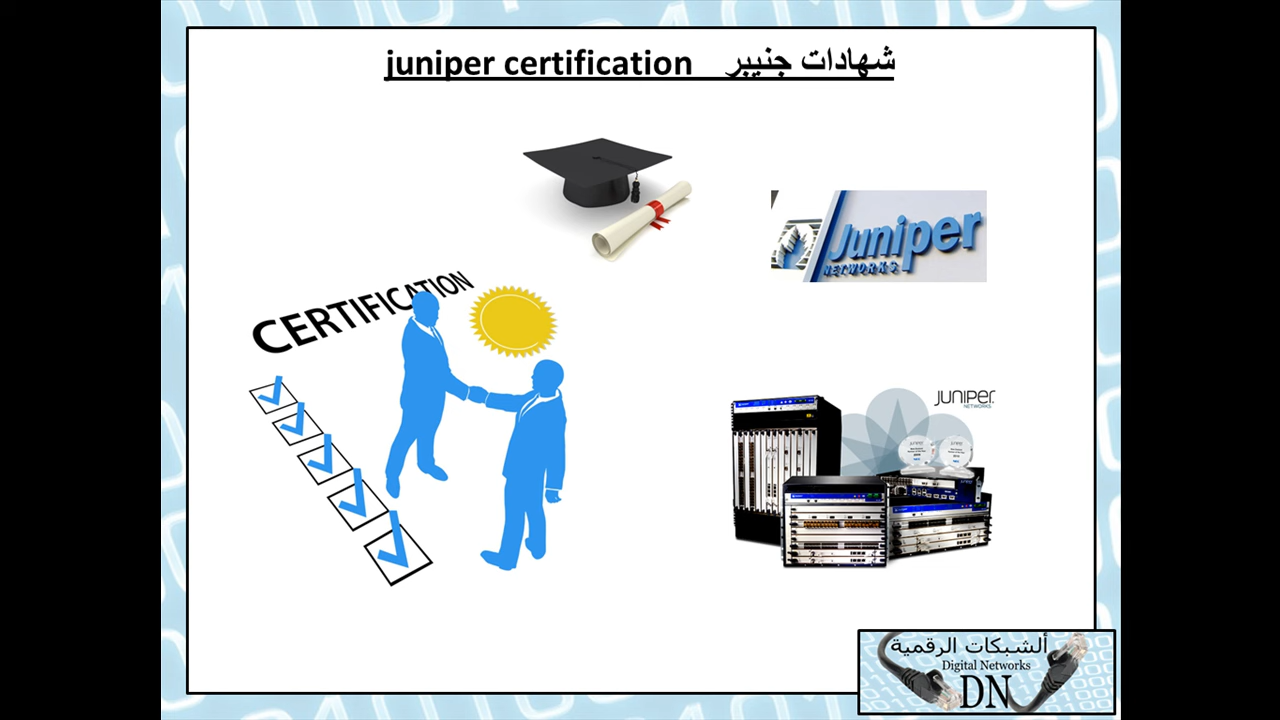 juniper certification شهادات جنيبر
Juniper
NETWORKS
CERTIFICATION
JUNIPER
NETWORKS
ألشبكات الرقمية
Digital Networks
DN